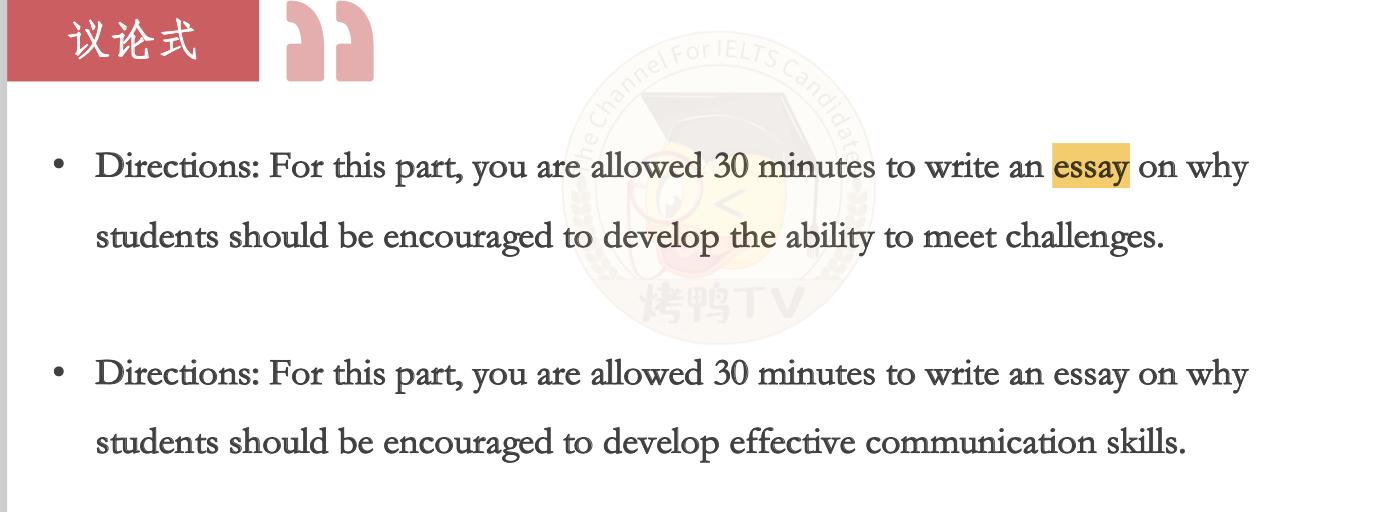 议论式
The Channel For IELTS Candidates
• Directions: For this part, you are allowed 30 minutes to write an essay on why
students should be encouraged to develop the ability to meet challenges.
烤鸭TV
• Directions: For this part, you are allowed 30 minutes to write an essay on why
students should be encouraged to develop effective communication skills.